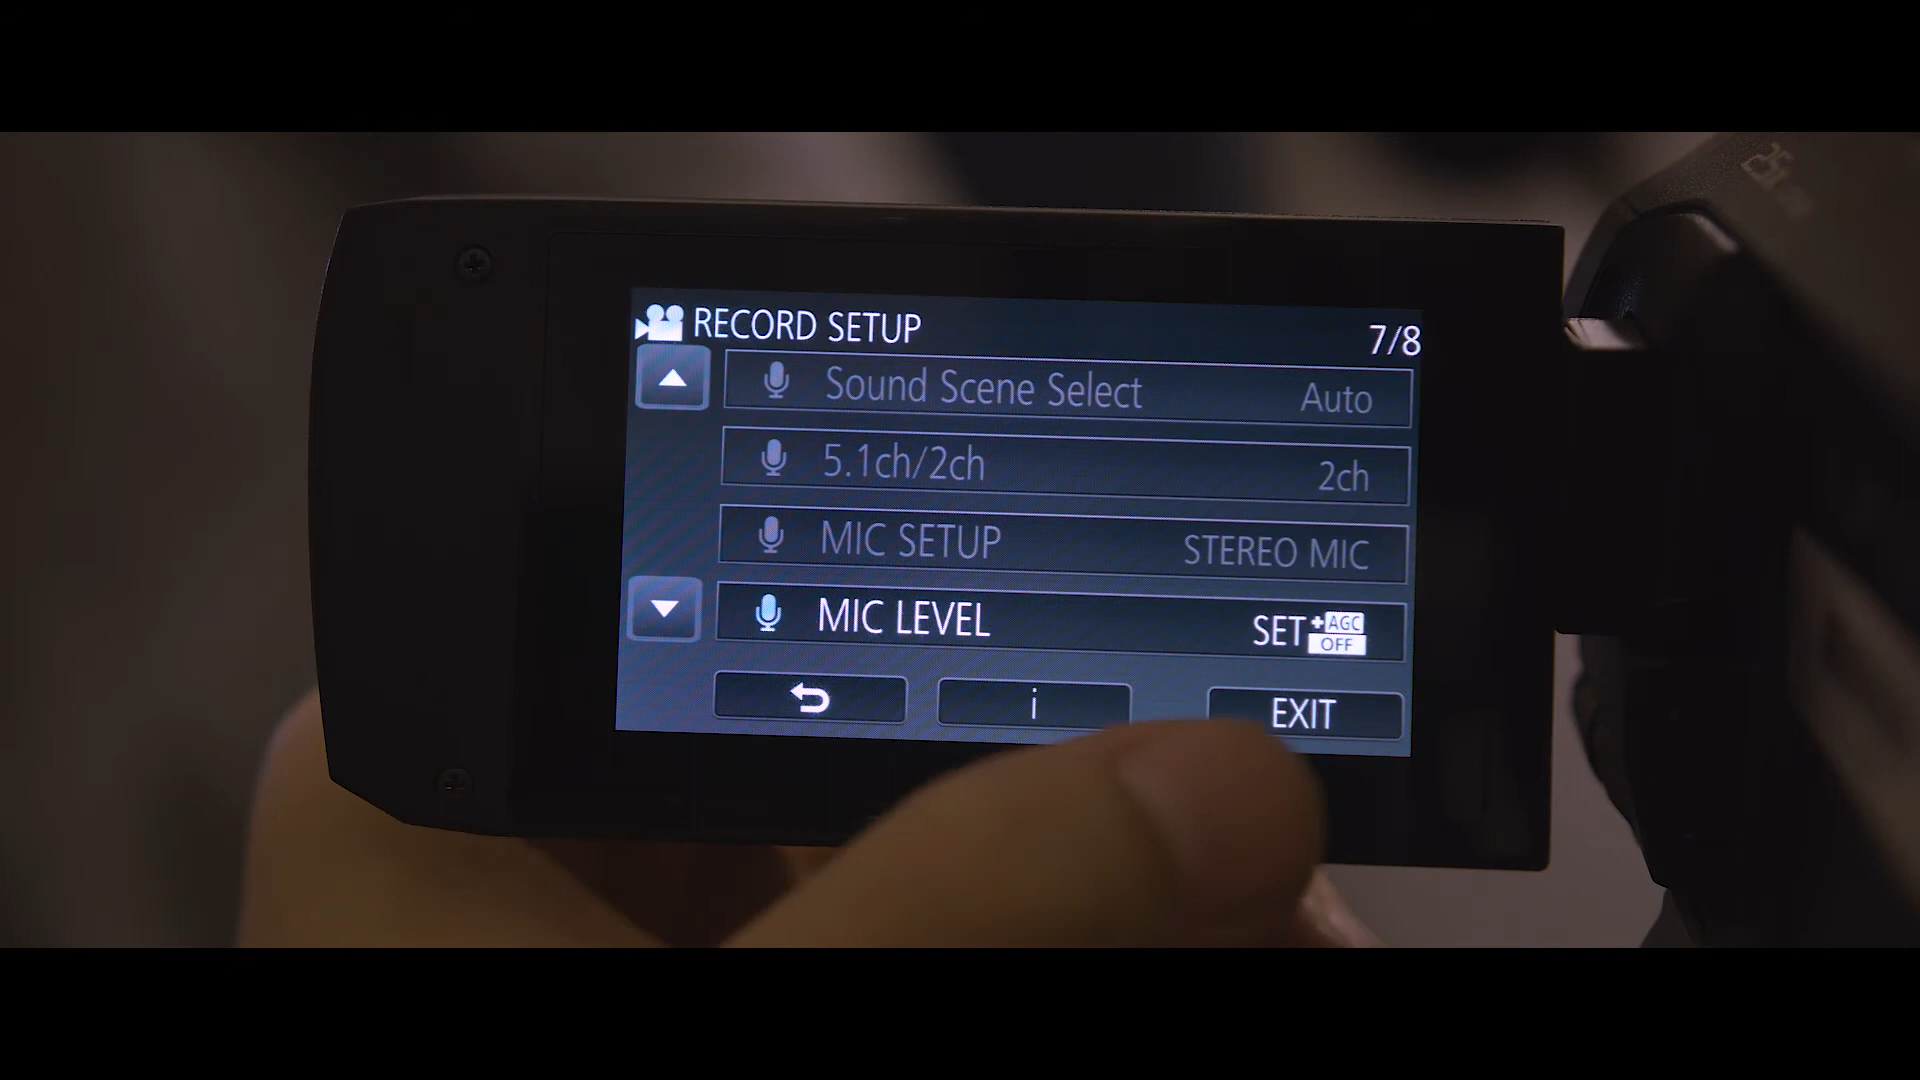 RECORD SETUP 7/8
Sound Scene Select Auto
5.1ch/2ch 2ch
MIC SETUP STEREO MIC
MIC LEVEL SET +AGC OFF
i EXIT